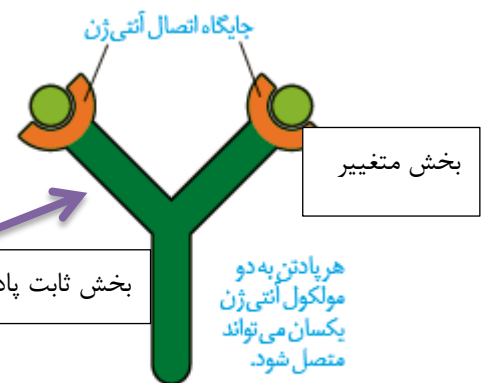 جایگاه اتصال آنتی‌ژن
بخش متغییر
بخش ثابت
هر پادتن به دو
مولکول آنتی‌ژن
یکسان می‌تواند
متصل شود.